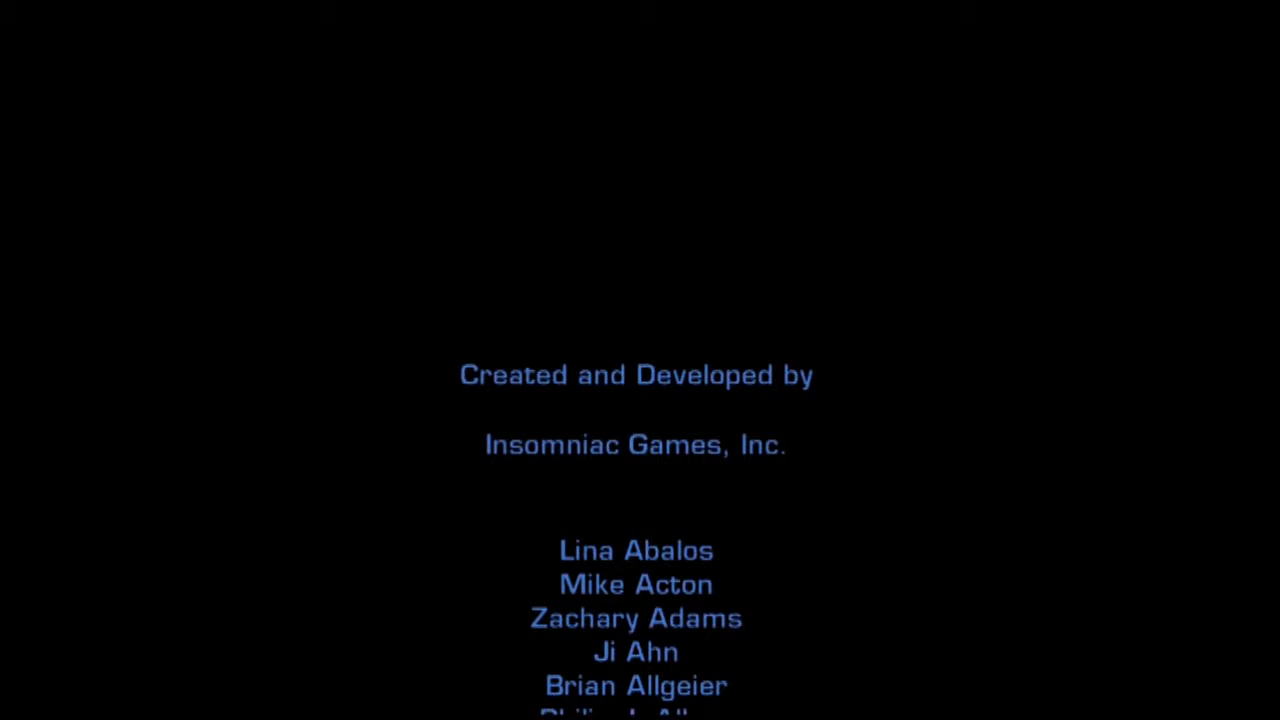 Created and Developed by
Insomniac Games, Inc.
Lina Abalos
Mike Acton
Zachary Adams
Ji Ahn
Brian Allgeier